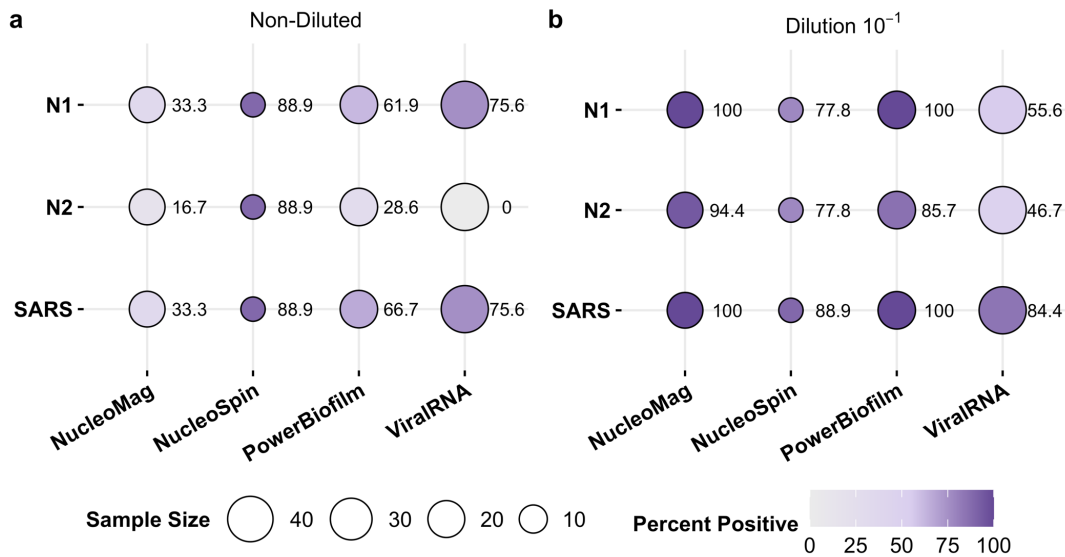 a Non-Diluted
N1 33.3 88.9 61.9 75.6
N2 16.7 88.9 28.6 0
SARS 33.3 88.9 66.7 75.6
NucleoMag NucleoSpin PowerBiofilm ViralRNA
b Dilution 10⁻¹
N1 100 77.8 100 55.6
N2 94.4 77.8 85.7 46.7
SARS 100 88.9 100 84.4
NucleoMag NucleoSpin PowerBiofilm ViralRNA
Sample Size 40 30 20 10
Percent Positive
0 25 50 75 100